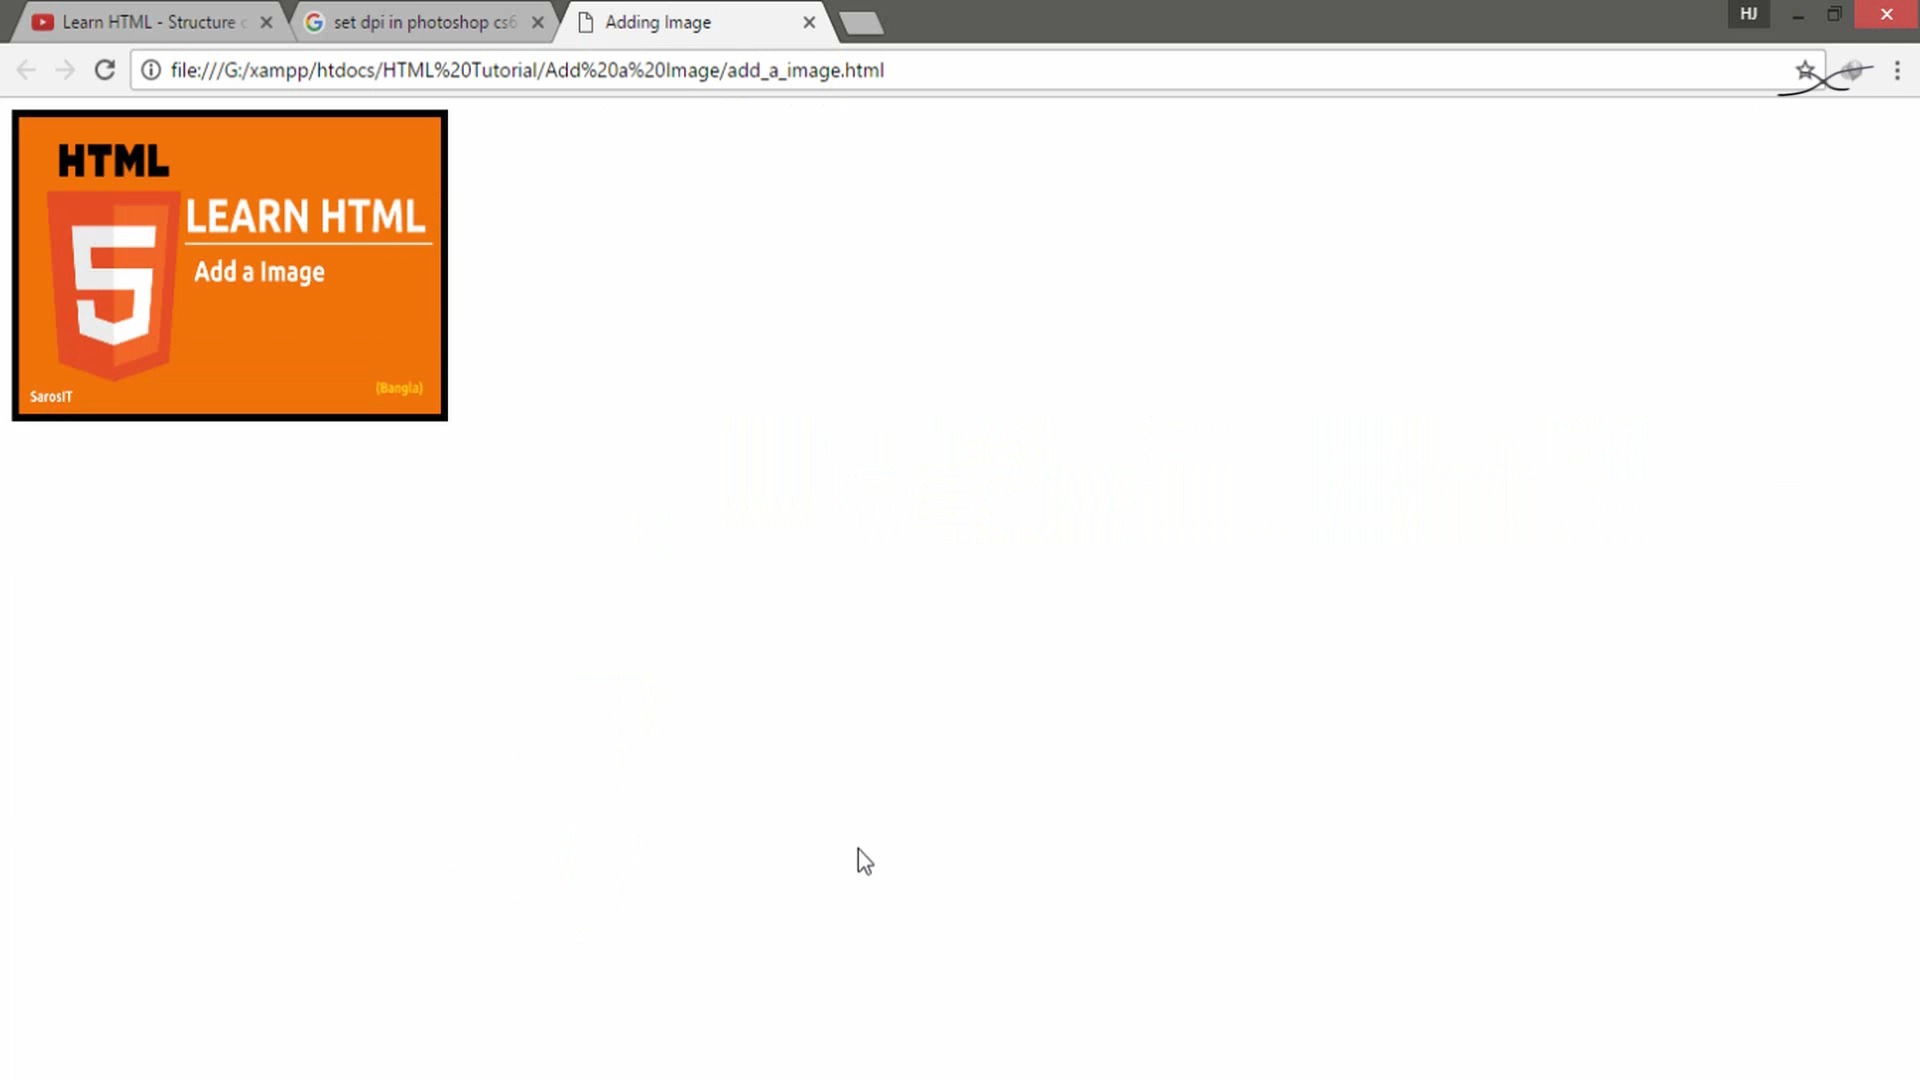 Learn HTML - Structure
set dpi in photoshop cs6
Adding Image
HJ
file:///G:/xampp/htdocs/HTML%20Tutorial/Add%20a%20Image/add_a_image.html
HTML
5
LEARN HTML
Add a Image
(Bangla)
SarosIT